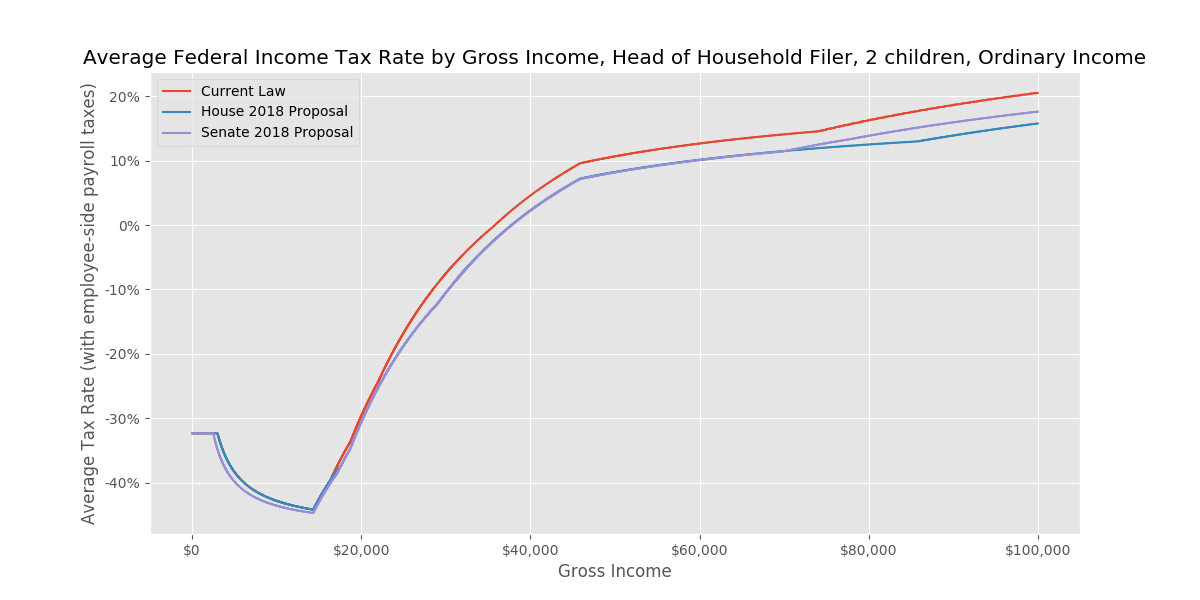 Average Federal Income Tax Rate by Gross Income, Head of Household Filer, 2 children, Ordinary Income
Current Law
House 2018 Proposal
Senate 2018 Proposal
Average Tax Rate (with employee-side payroll taxes)
20%
10%
0%
-10%
-20%
-30%
-40%
$0
$20,000
$40,000
$60,000
$80,000
$100,000
Gross Income